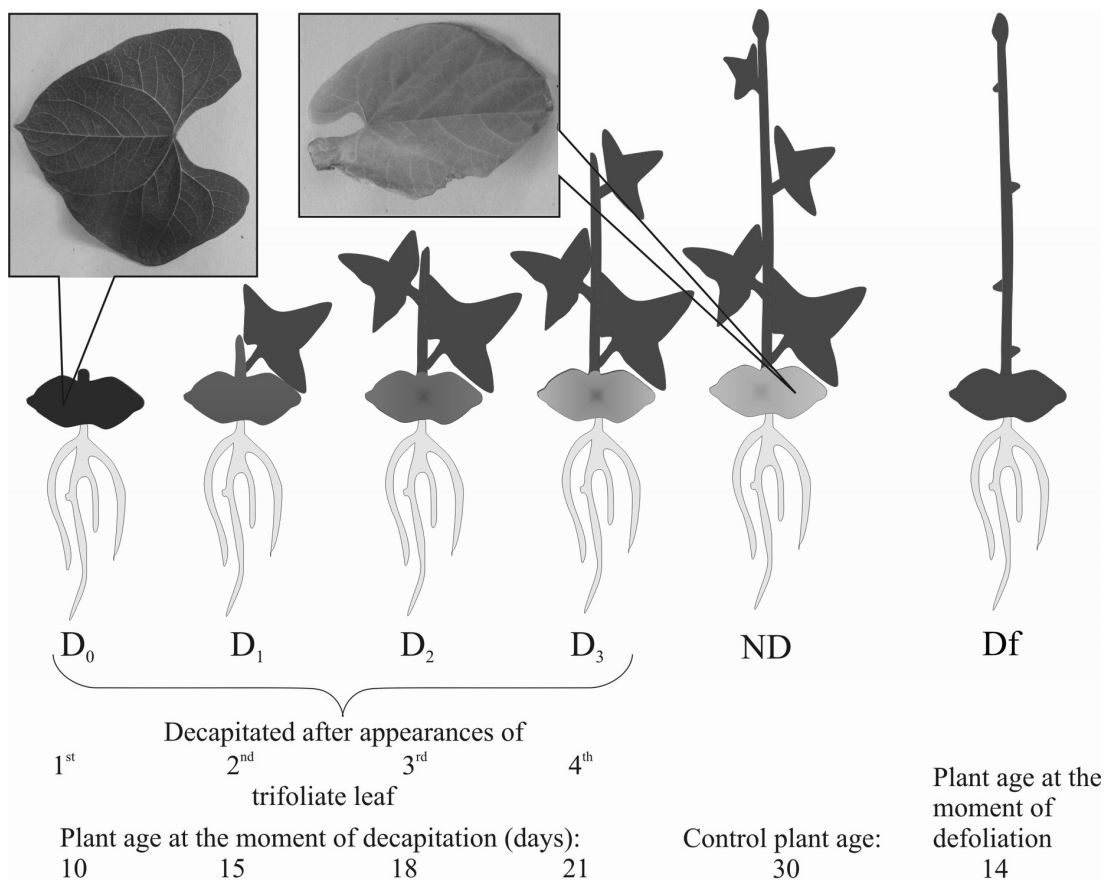 D₀ D₁ D₂ D₃ ND Df
Decapitated after appearances of
1ˢᵗ 2ⁿᵈ 3ʳᵈ 4ᵗʰ
trifoliate leaf
Plant age at the moment of decapitation (days):
10 15 18 21
Control plant age:
30
Plant age at the
moment of
defoliation
14